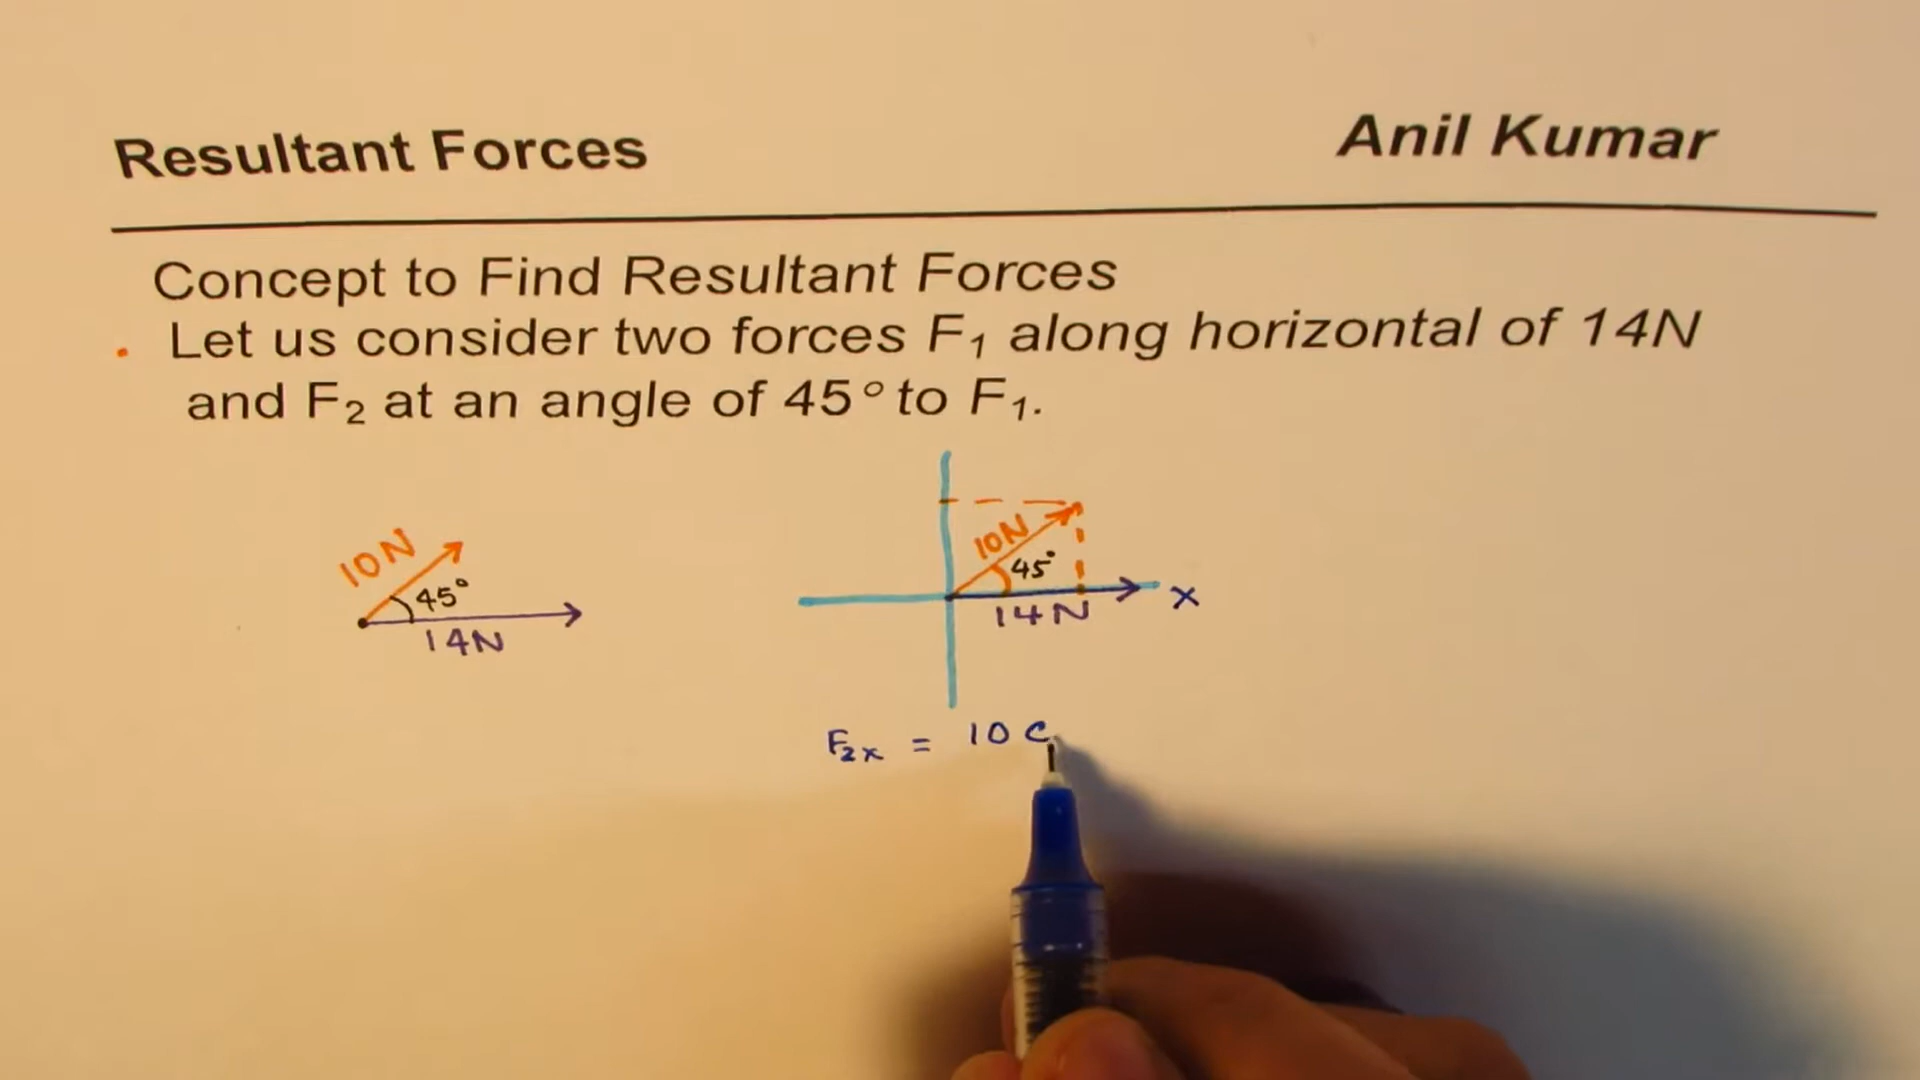 Resultant Forces
Anil Kumar
Concept to Find Resultant Forces
. Let us consider two forces F₁ along horizontal of 14N
and F₂ at an angle of 45° to F₁.
10N
45°
14N
10N
45°
14N
x
F₂ₓ = 10 c